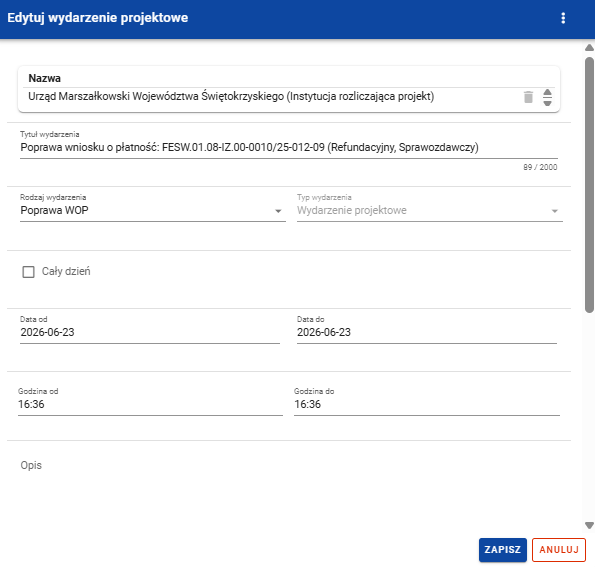 Edytuj wydarzenie projektowe
Nazwa
Urząd Marszałkowski Województwa Świętokrzyskiego (Instytucja rozliczająca projekt)
Tytuł wydarzenia
Poprawa wniosku o płatność: FESW.01.08-IZ.00-0010/25-012-09 (Refundacyjny, Sprawozdawczy)
89 / 2000
Rodzaj wydarzenia Typ wydarzenia
Poprawa WOP Wydarzenie projektowe
Cały dzień
Data od Data do
2026-06-23 2026-06-23
Godzina od Godzina do
16:36 16:36
Opis
ZAPISZ ANULUJ